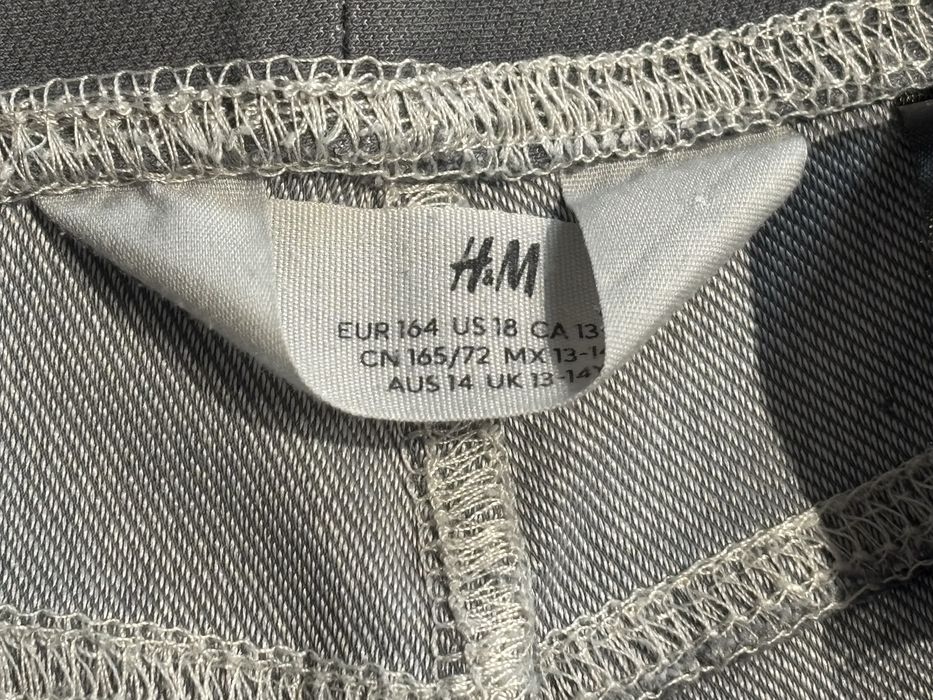 H&M
EUR 164 US 18 CA 13
CN 165/72 MX 13-14
AUS 14 UK 13-14Y